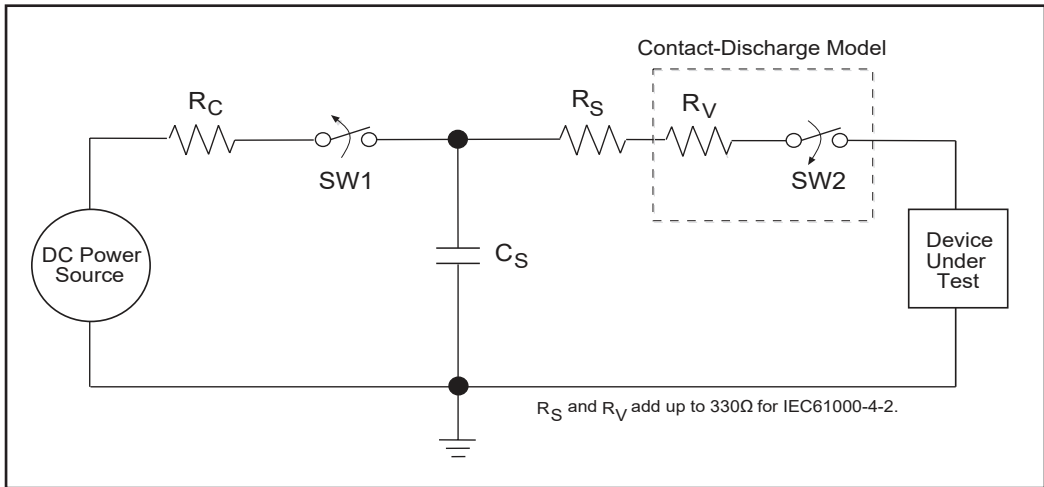 Contact-Discharge Model
RC
RS
RV
SW1
SW2
DC Power
Source
CS
Device
Under
Test
RS and RV add up to 330Ω for IEC61000-4-2.